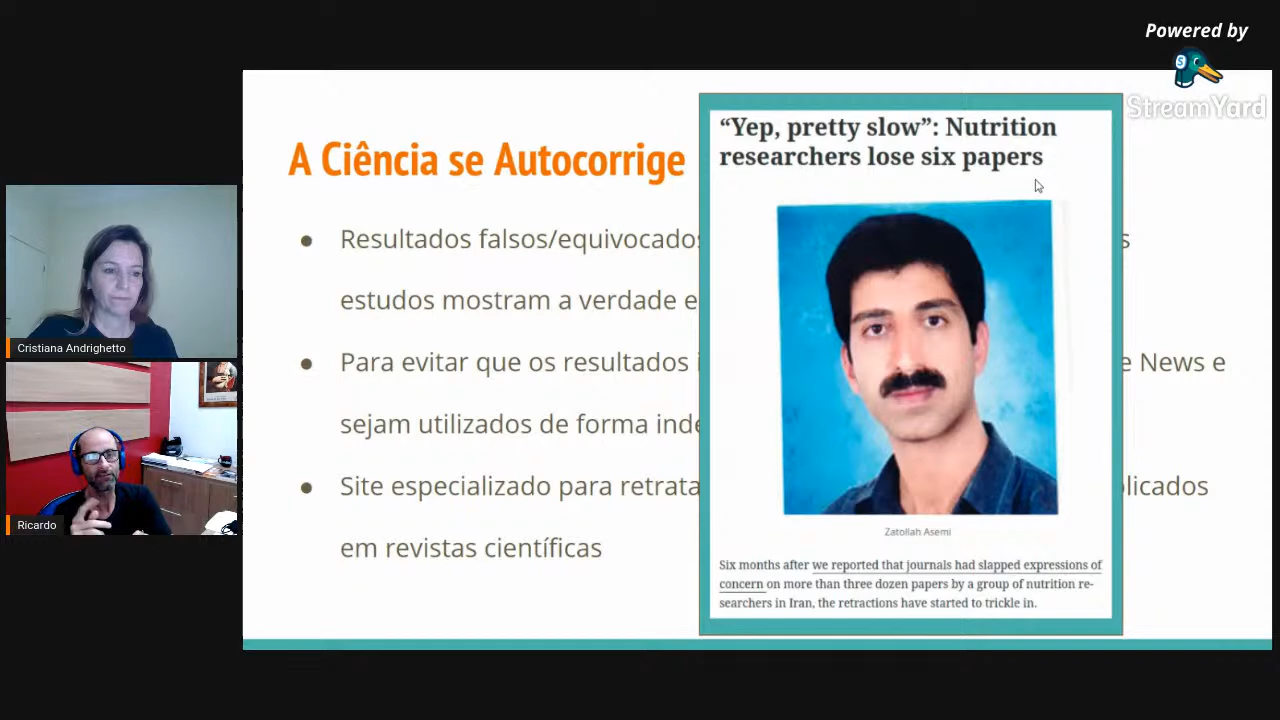 Powered by
StreamYard
A Ciência se Autocorrige
Resultados falsos/equivocados
s
estudos mostram a verdade e
Para evitar que os resultados
e News e
sejam utilizados de forma inde
Site especializado para retrata
licados
em revistas científicas
“Yep, pretty slow”: Nutrition
researchers lose six papers
Zatollah Asemi
Six months after we reported that journals had slapped expressions of
concern on more than three dozen papers by a group of nutrition re-
searchers in Iran, the retractions have started to trickle in.
Cristiana Andrighetto
Ricardo